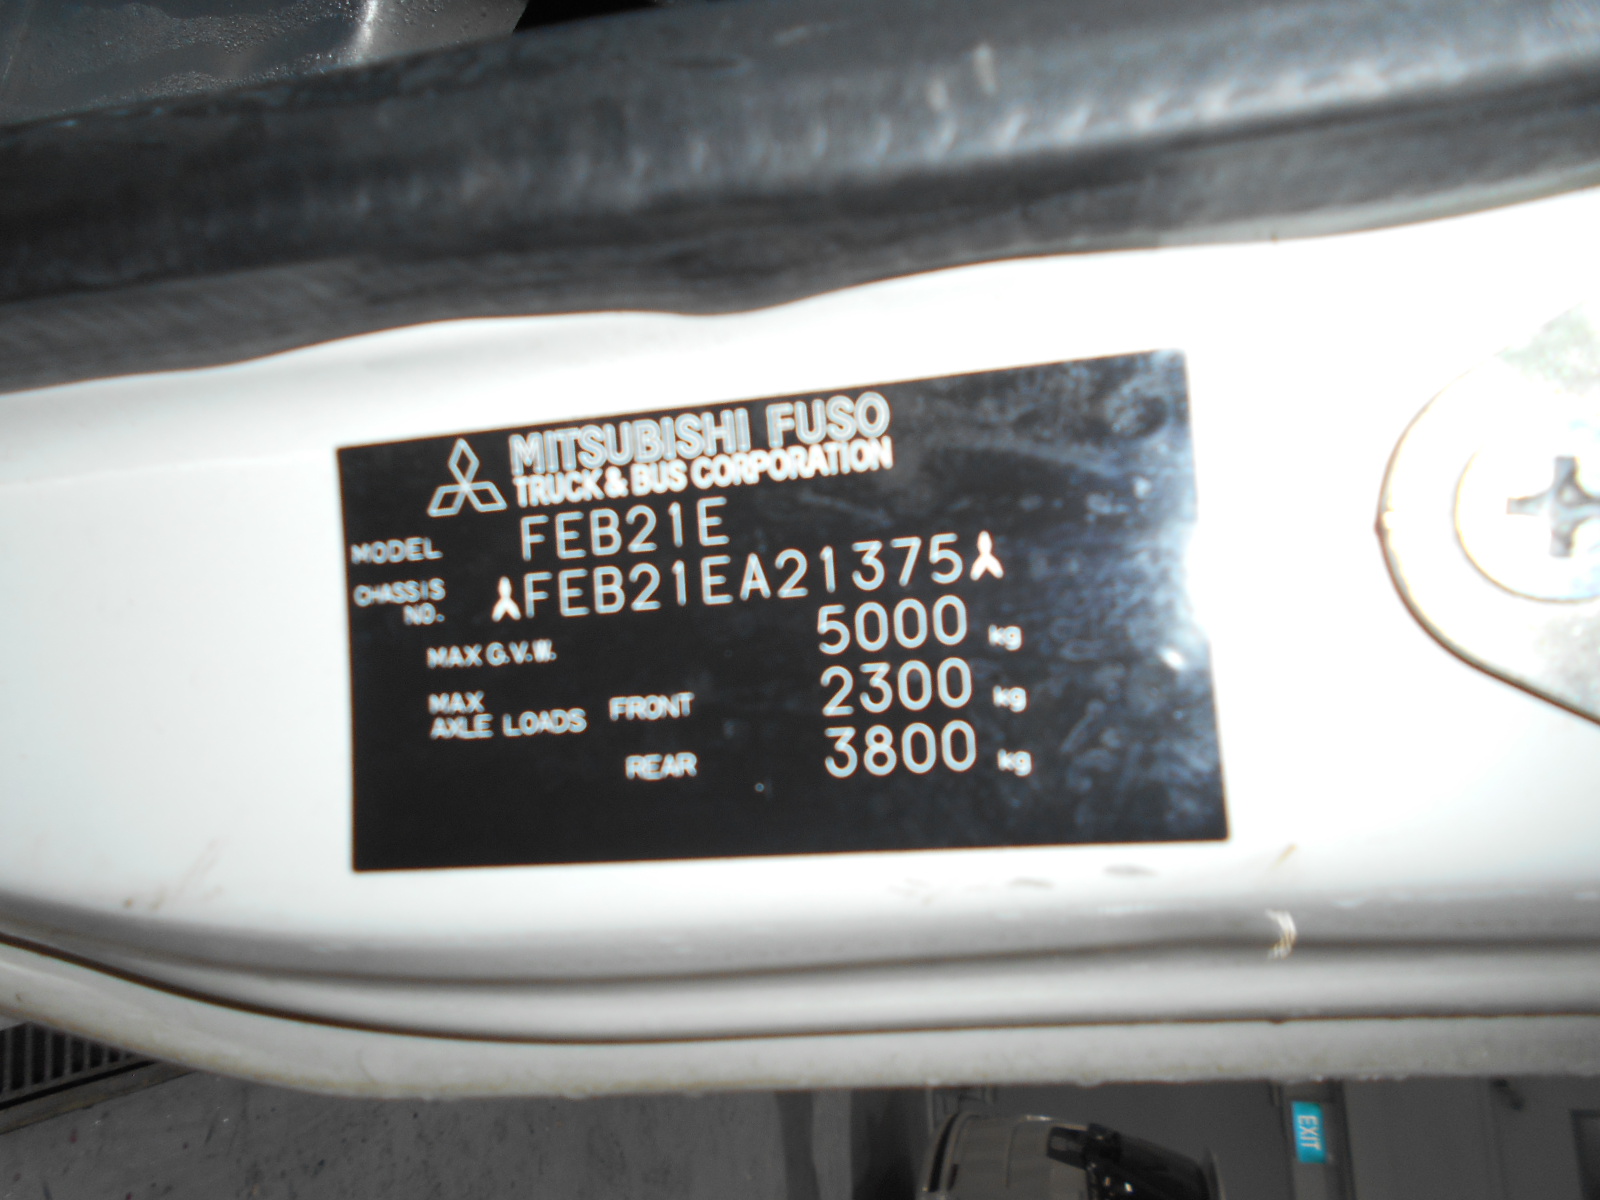 MITSUBISHI FUSO
TRUCK & BUS CORPORATION
MODEL FEB21E
CHASSIS NO. FEB21EA21375
MAX G.V.W. 5000 kg
MAX AXLE LOADS FRONT 2300 kg
REAR 3800 kg
EXIT